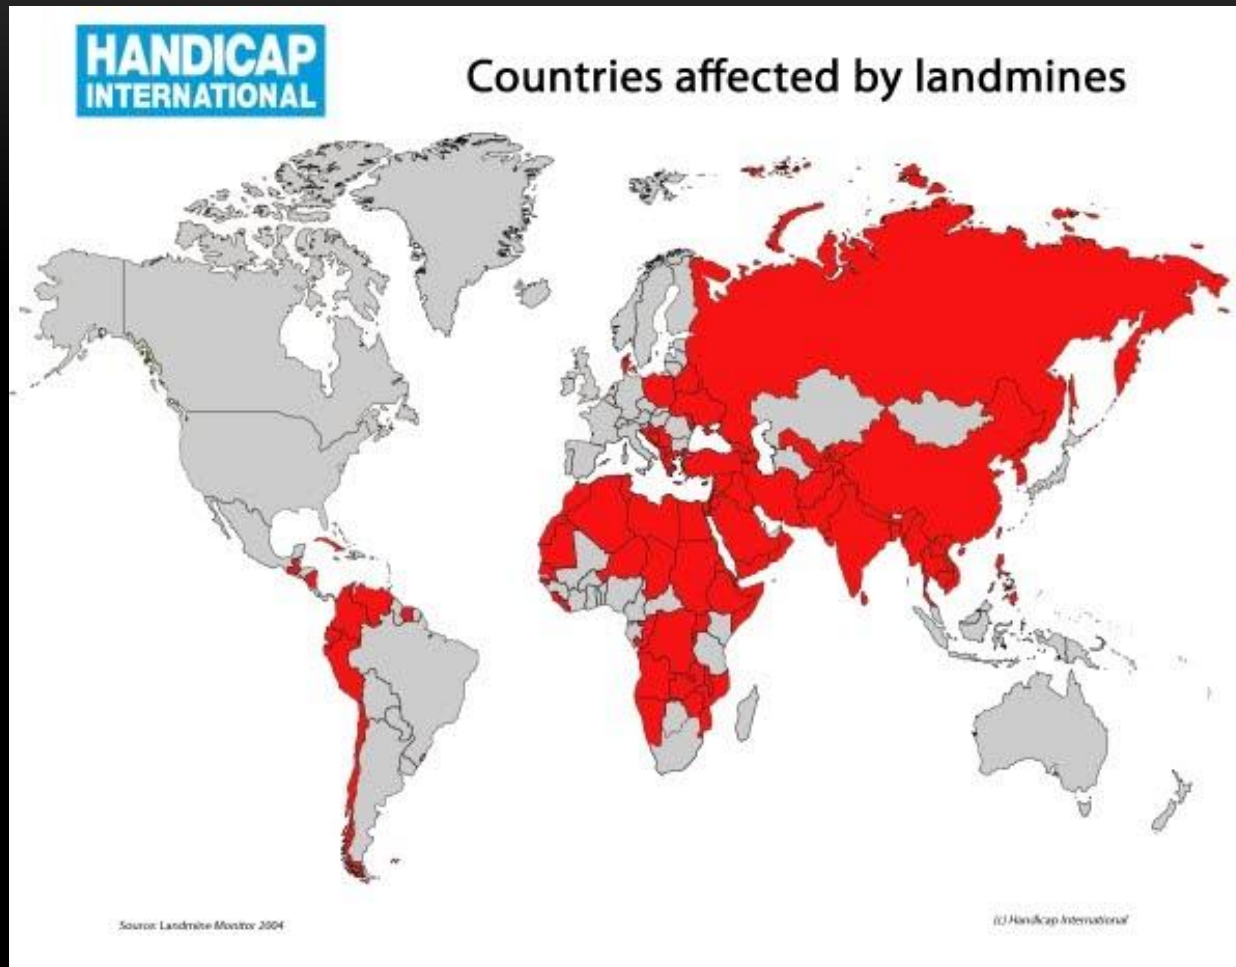 HANDICAP
INTERNATIONAL
Countries affected by landmines
Source: Landmine Monitor 2004
(c) Handicap International